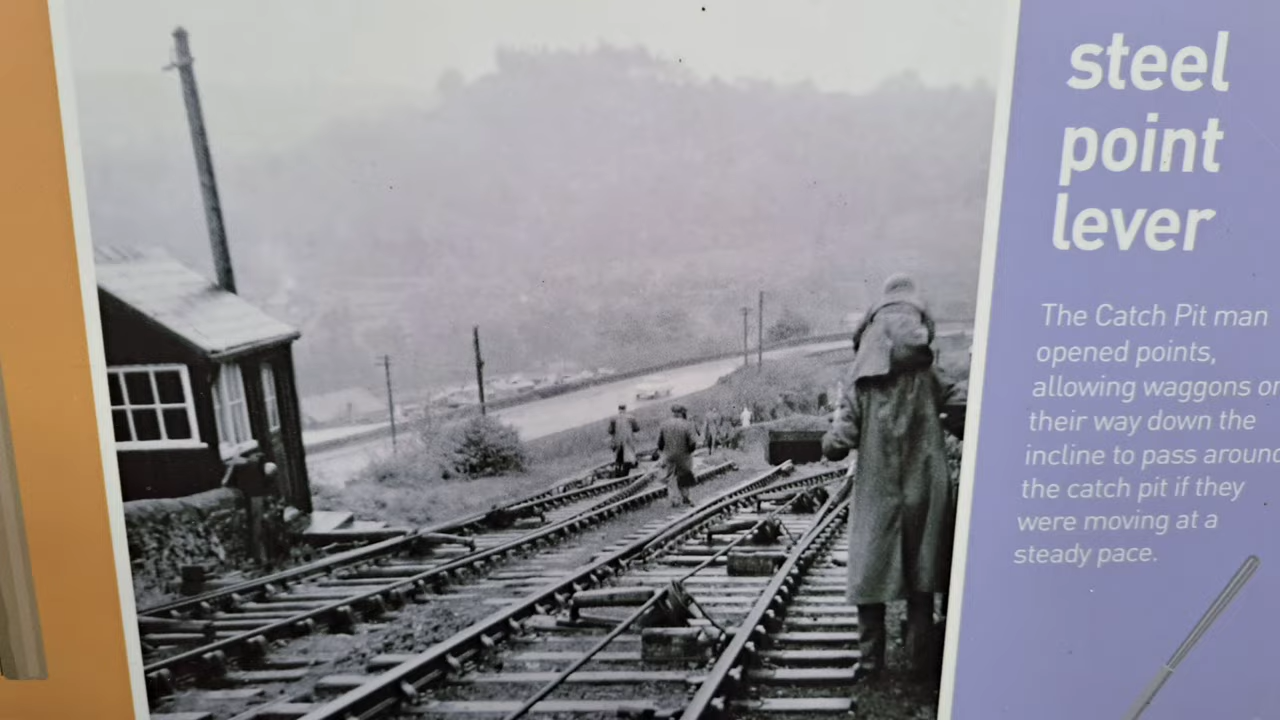 steel
point
lever
The Catch Pit man
opened points,
allowing waggons on
their way down the
incline to pass around
the catch pit if they
were moving at a
steady pace.